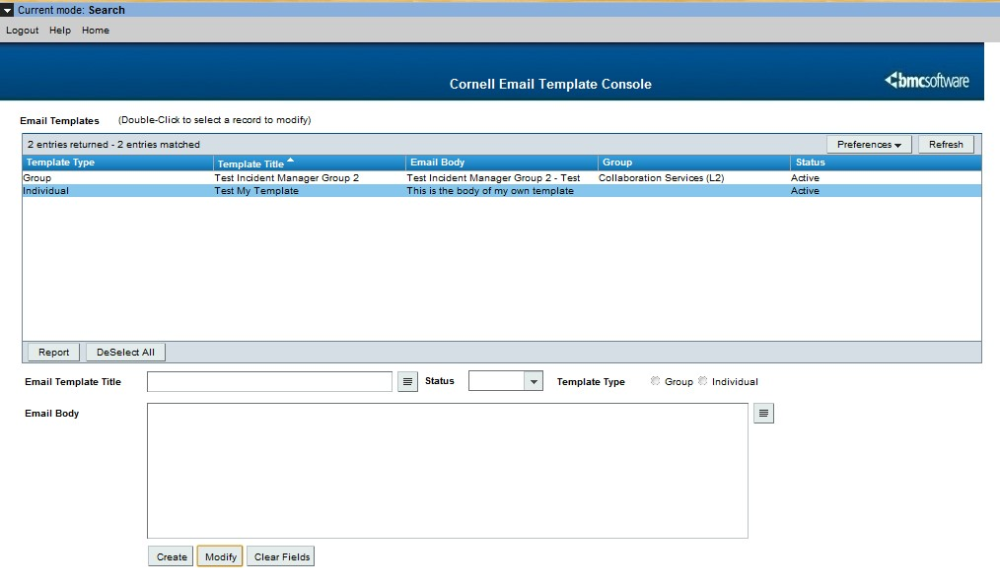 Current mode: Search
Logout Help Home
Cornell Email Template Console
bmcsoftware
Email Templates (Double-Click to select a record to modify)
2 entries returned - 2 entries matched Preferences Refresh
Template Type Template Title Email Body Group Status
Group Test Incident Manager Group 2 Test Incident Manager Group 2 - Test Collaboration Services (L2) Active
Individual Test My Template This is the body of my own template Active
Report DeSelect All
Email Template Title Status Template Type Group Individual
Email Body
Create Modify Clear Fields